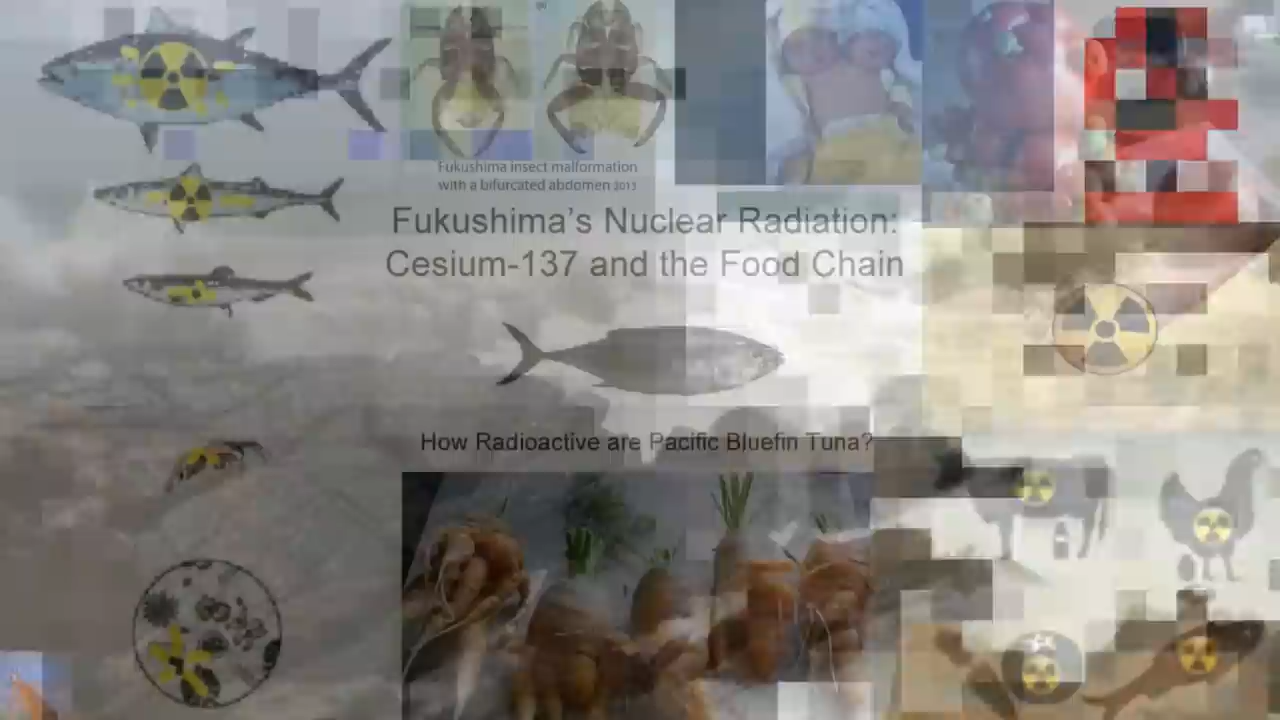 Fukushima insect malformation
with a bifurcated abdomen 2013
Fukushima's Nuclear Radiation:
Cesium-137 and the Food Chain
How Radioactive are Pacific Bluefin Tuna?